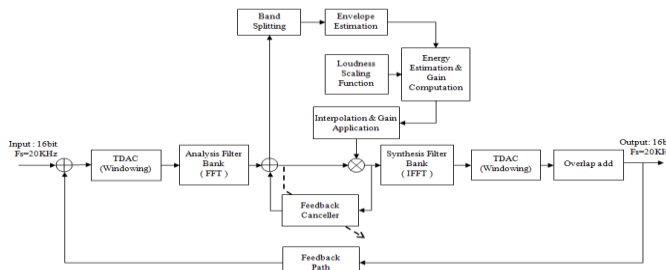 Band
Splitting
Envelope
Estimation
Loudness
Scaling
Function
Energy
Estimation &
Gain
Computation
Interpolation & Gain
Application
Input : 16bit
Fs=20KHz
TDAC
(Windowing)
Analysis Filter
Bank
( FFT )
Synthesis Filter
Bank
( IFFT )
TDAC
(Windowing)
Overlap add
Output: 16bit
Fs=20KHz
Feedback
Canceller
Feedback
Path